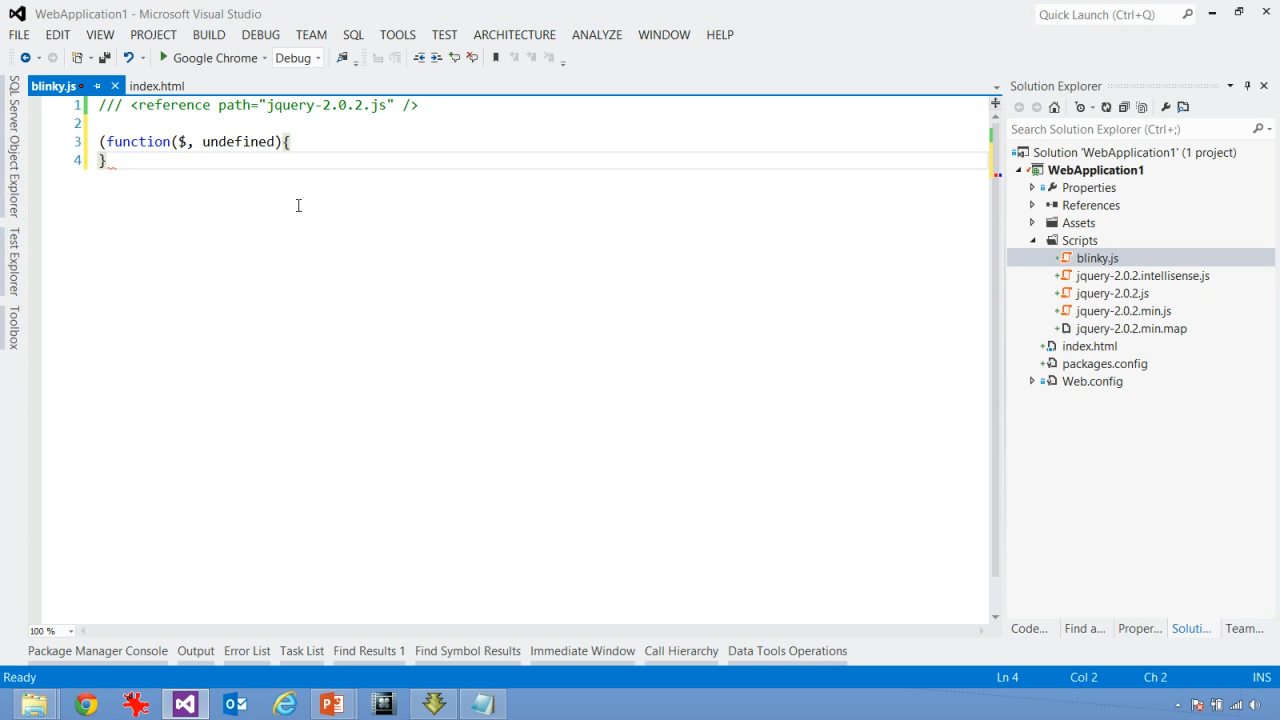 WebApplication1 - Microsoft Visual Studio
Quick Launch (Ctrl+Q)
FILE EDIT VIEW PROJECT BUILD DEBUG TEAM SQL TOOLS TEST ARCHITECTURE ANALYZE WINDOW HELP
Google Chrome Debug
blinky.js index.html
Solution Explorer
SQL Server Object Explorer
Test Explorer
Toolbox
1 /// <reference path="jquery-2.0.2.js" />
2
3 (function($, undefined){
4 }
Search Solution Explorer (Ctrl+;)
Solution 'WebApplication1' (1 project)
WebApplication1
Properties
References
Assets
Scripts
blinky.js
jquery-2.0.2.intellisense.js
jquery-2.0.2.js
jquery-2.0.2.min.js
jquery-2.0.2.min.map
index.html
packages.config
Web.config
100 %
Code... Find a... Proper... Soluti... Team...
Package Manager Console Output Error List Task List Find Results 1 Find Symbol Results Immediate Window Call Hierarchy Data Tools Operations
Ready Ln 4 Col 2 Ch 2 INS